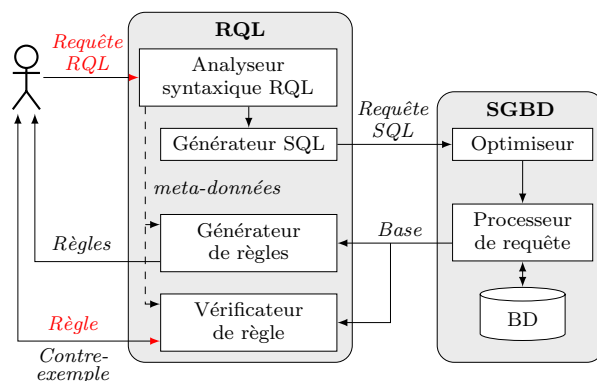 RQL
Requête
RQL
Analyseur
syntaxique RQL
Requête
SQL
SGBD
Générateur SQL
Optimiseur
meta-données
Générateur
de règles
Base
Processeur
de requête
Règles
Vérificateur
de règle
Règle
BD
Contre-
exemple